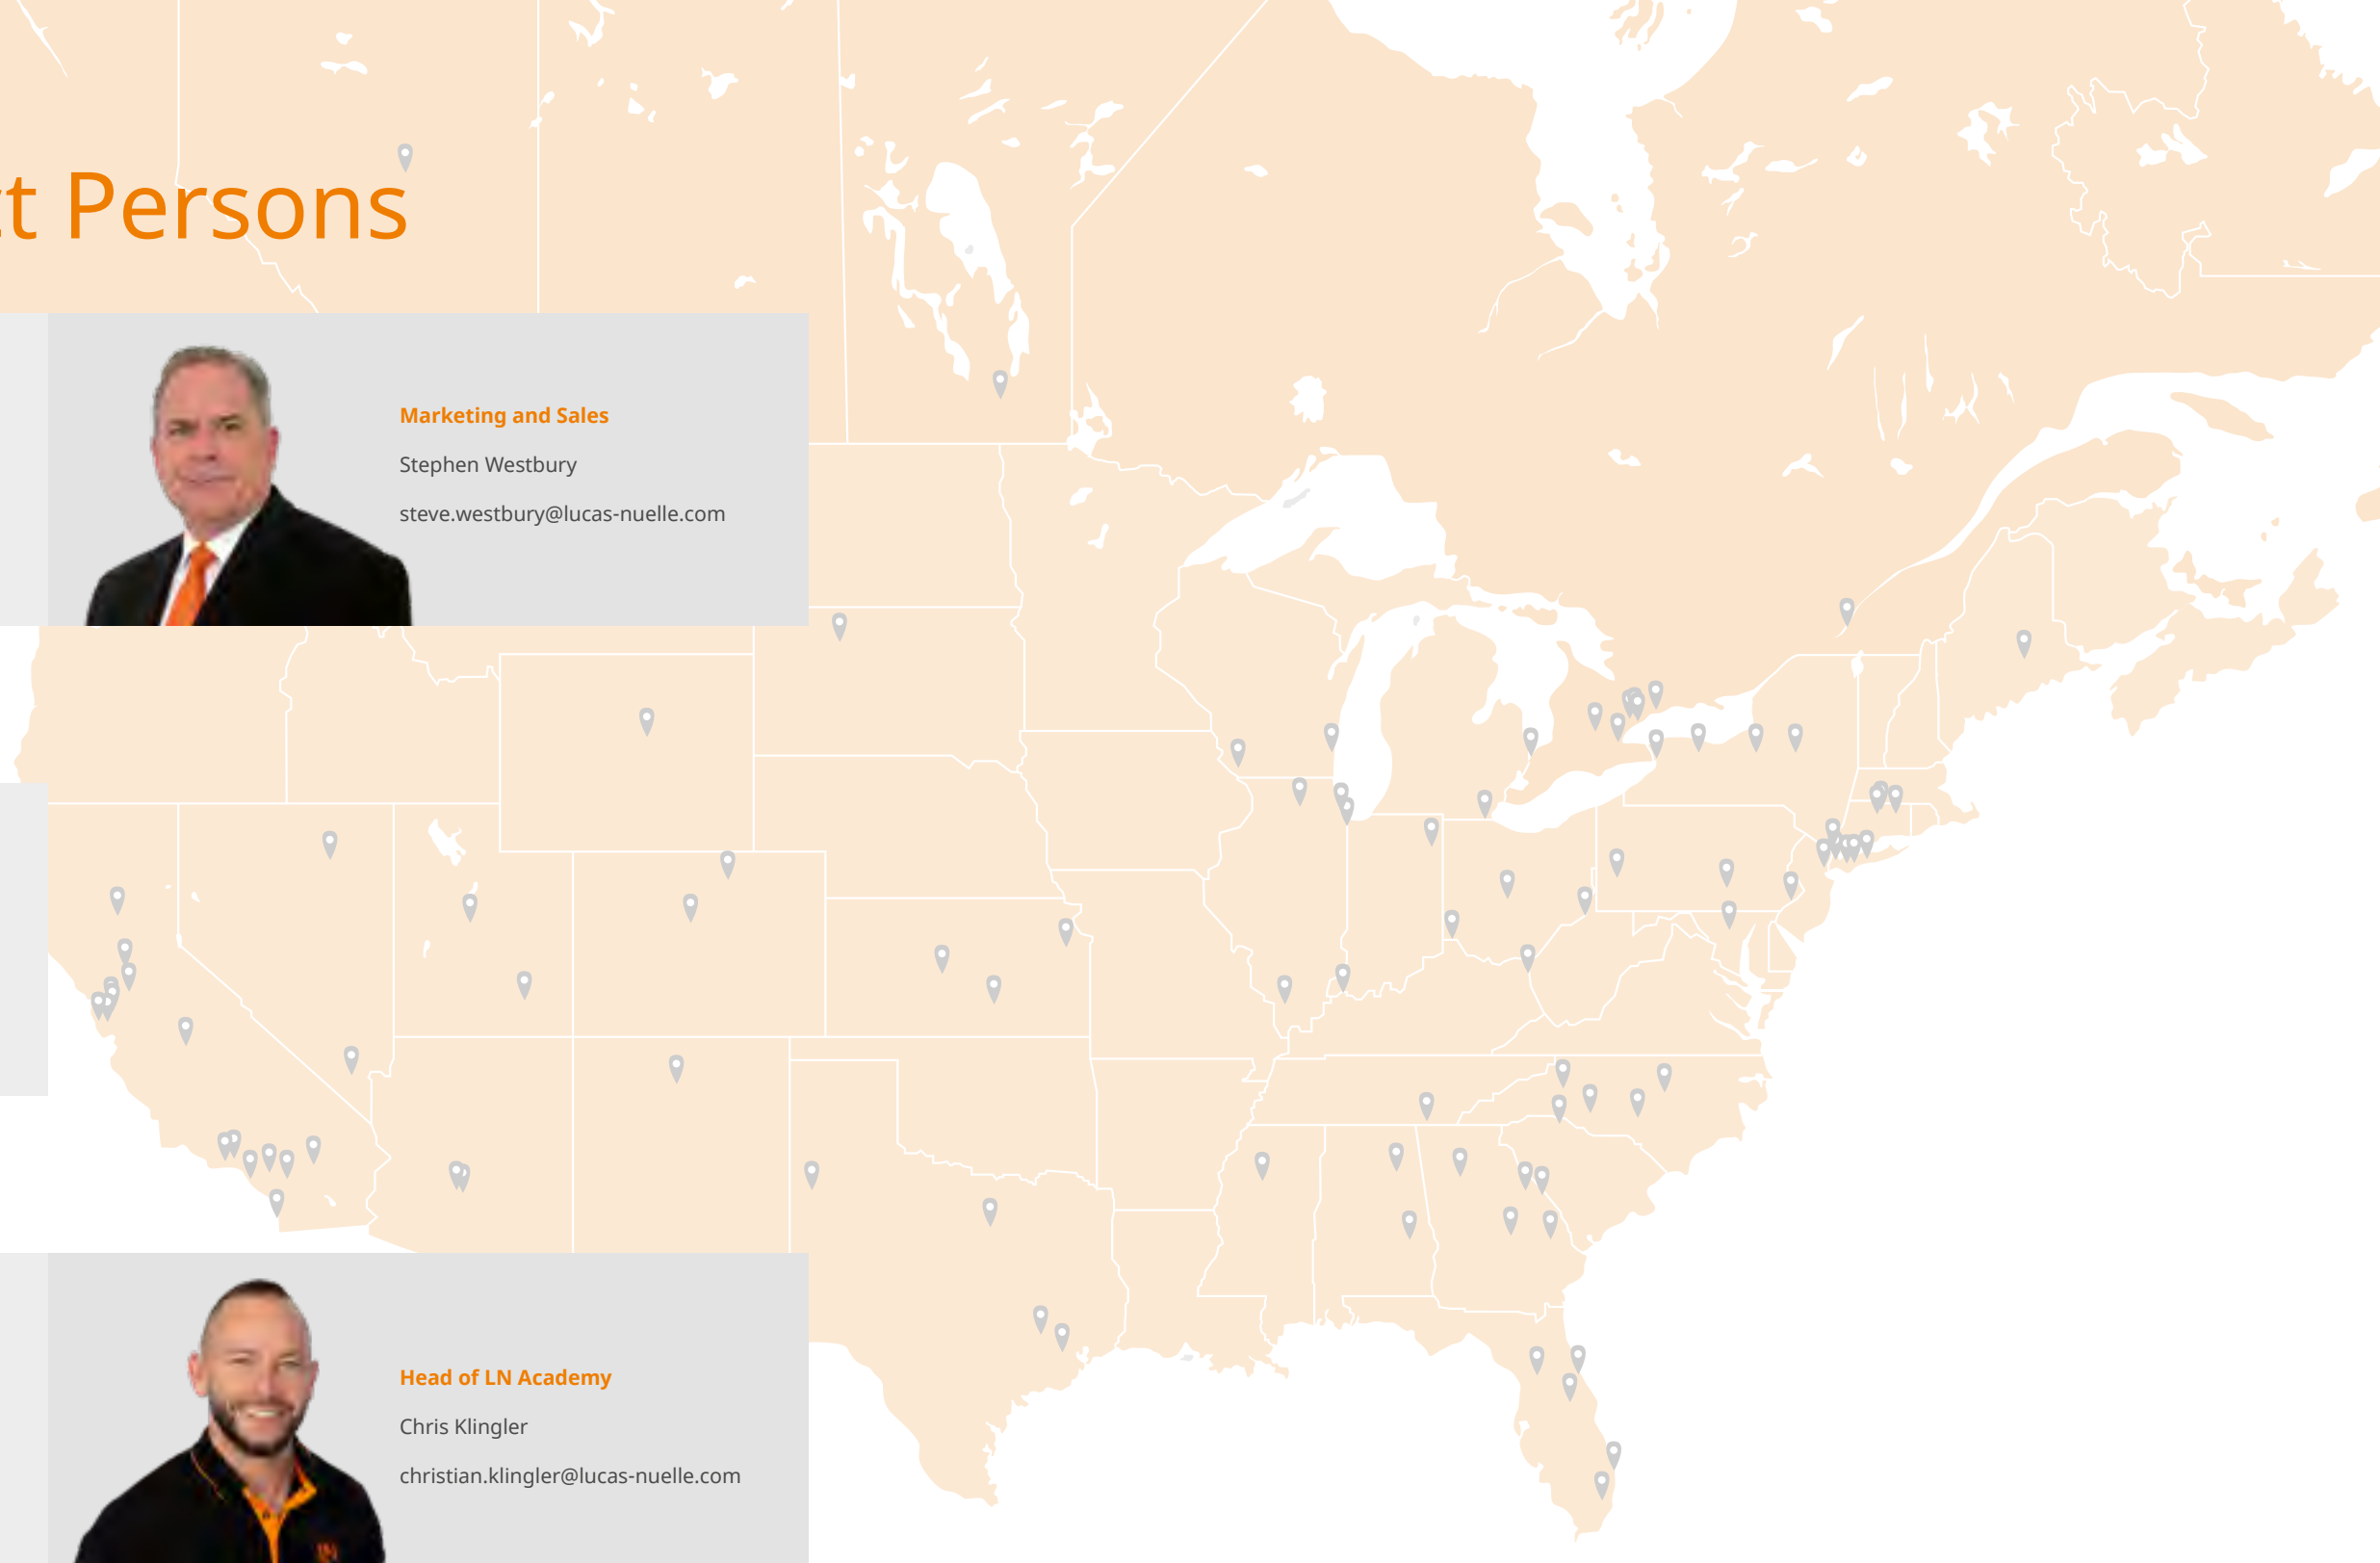 t Persons
Marketing and Sales
Stephen Westbury
steve.westbury@lucas-nuelle.com
Head of LN Academy
Chris Klingler
christian.klingler@lucas-nuelle.com